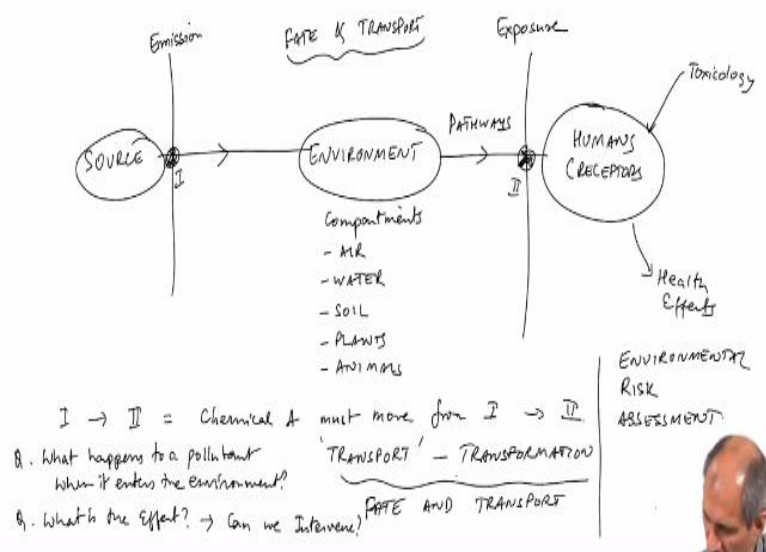 Emission
FATE & TRANSPORT
Exposure
Toxicology
SOURCE
I
ENVIRONMENT
PATHWAYS
II
HUMANS
(RECEPTORS
Compartments
- AIR
- WATER
- SOIL
- PLANTS
- ANIMALS
Health
Effects
ENVIRONMENTAL
RISK
ASSESSMENT
I → II = Chemical A must move from I → II
Q. What happens to a pollutant
when it enters the environment?
'TRANSPORT' - TRANSFORMATION
FATE AND TRANSPORT
Q. What is the Effect? → Can we Intervene?